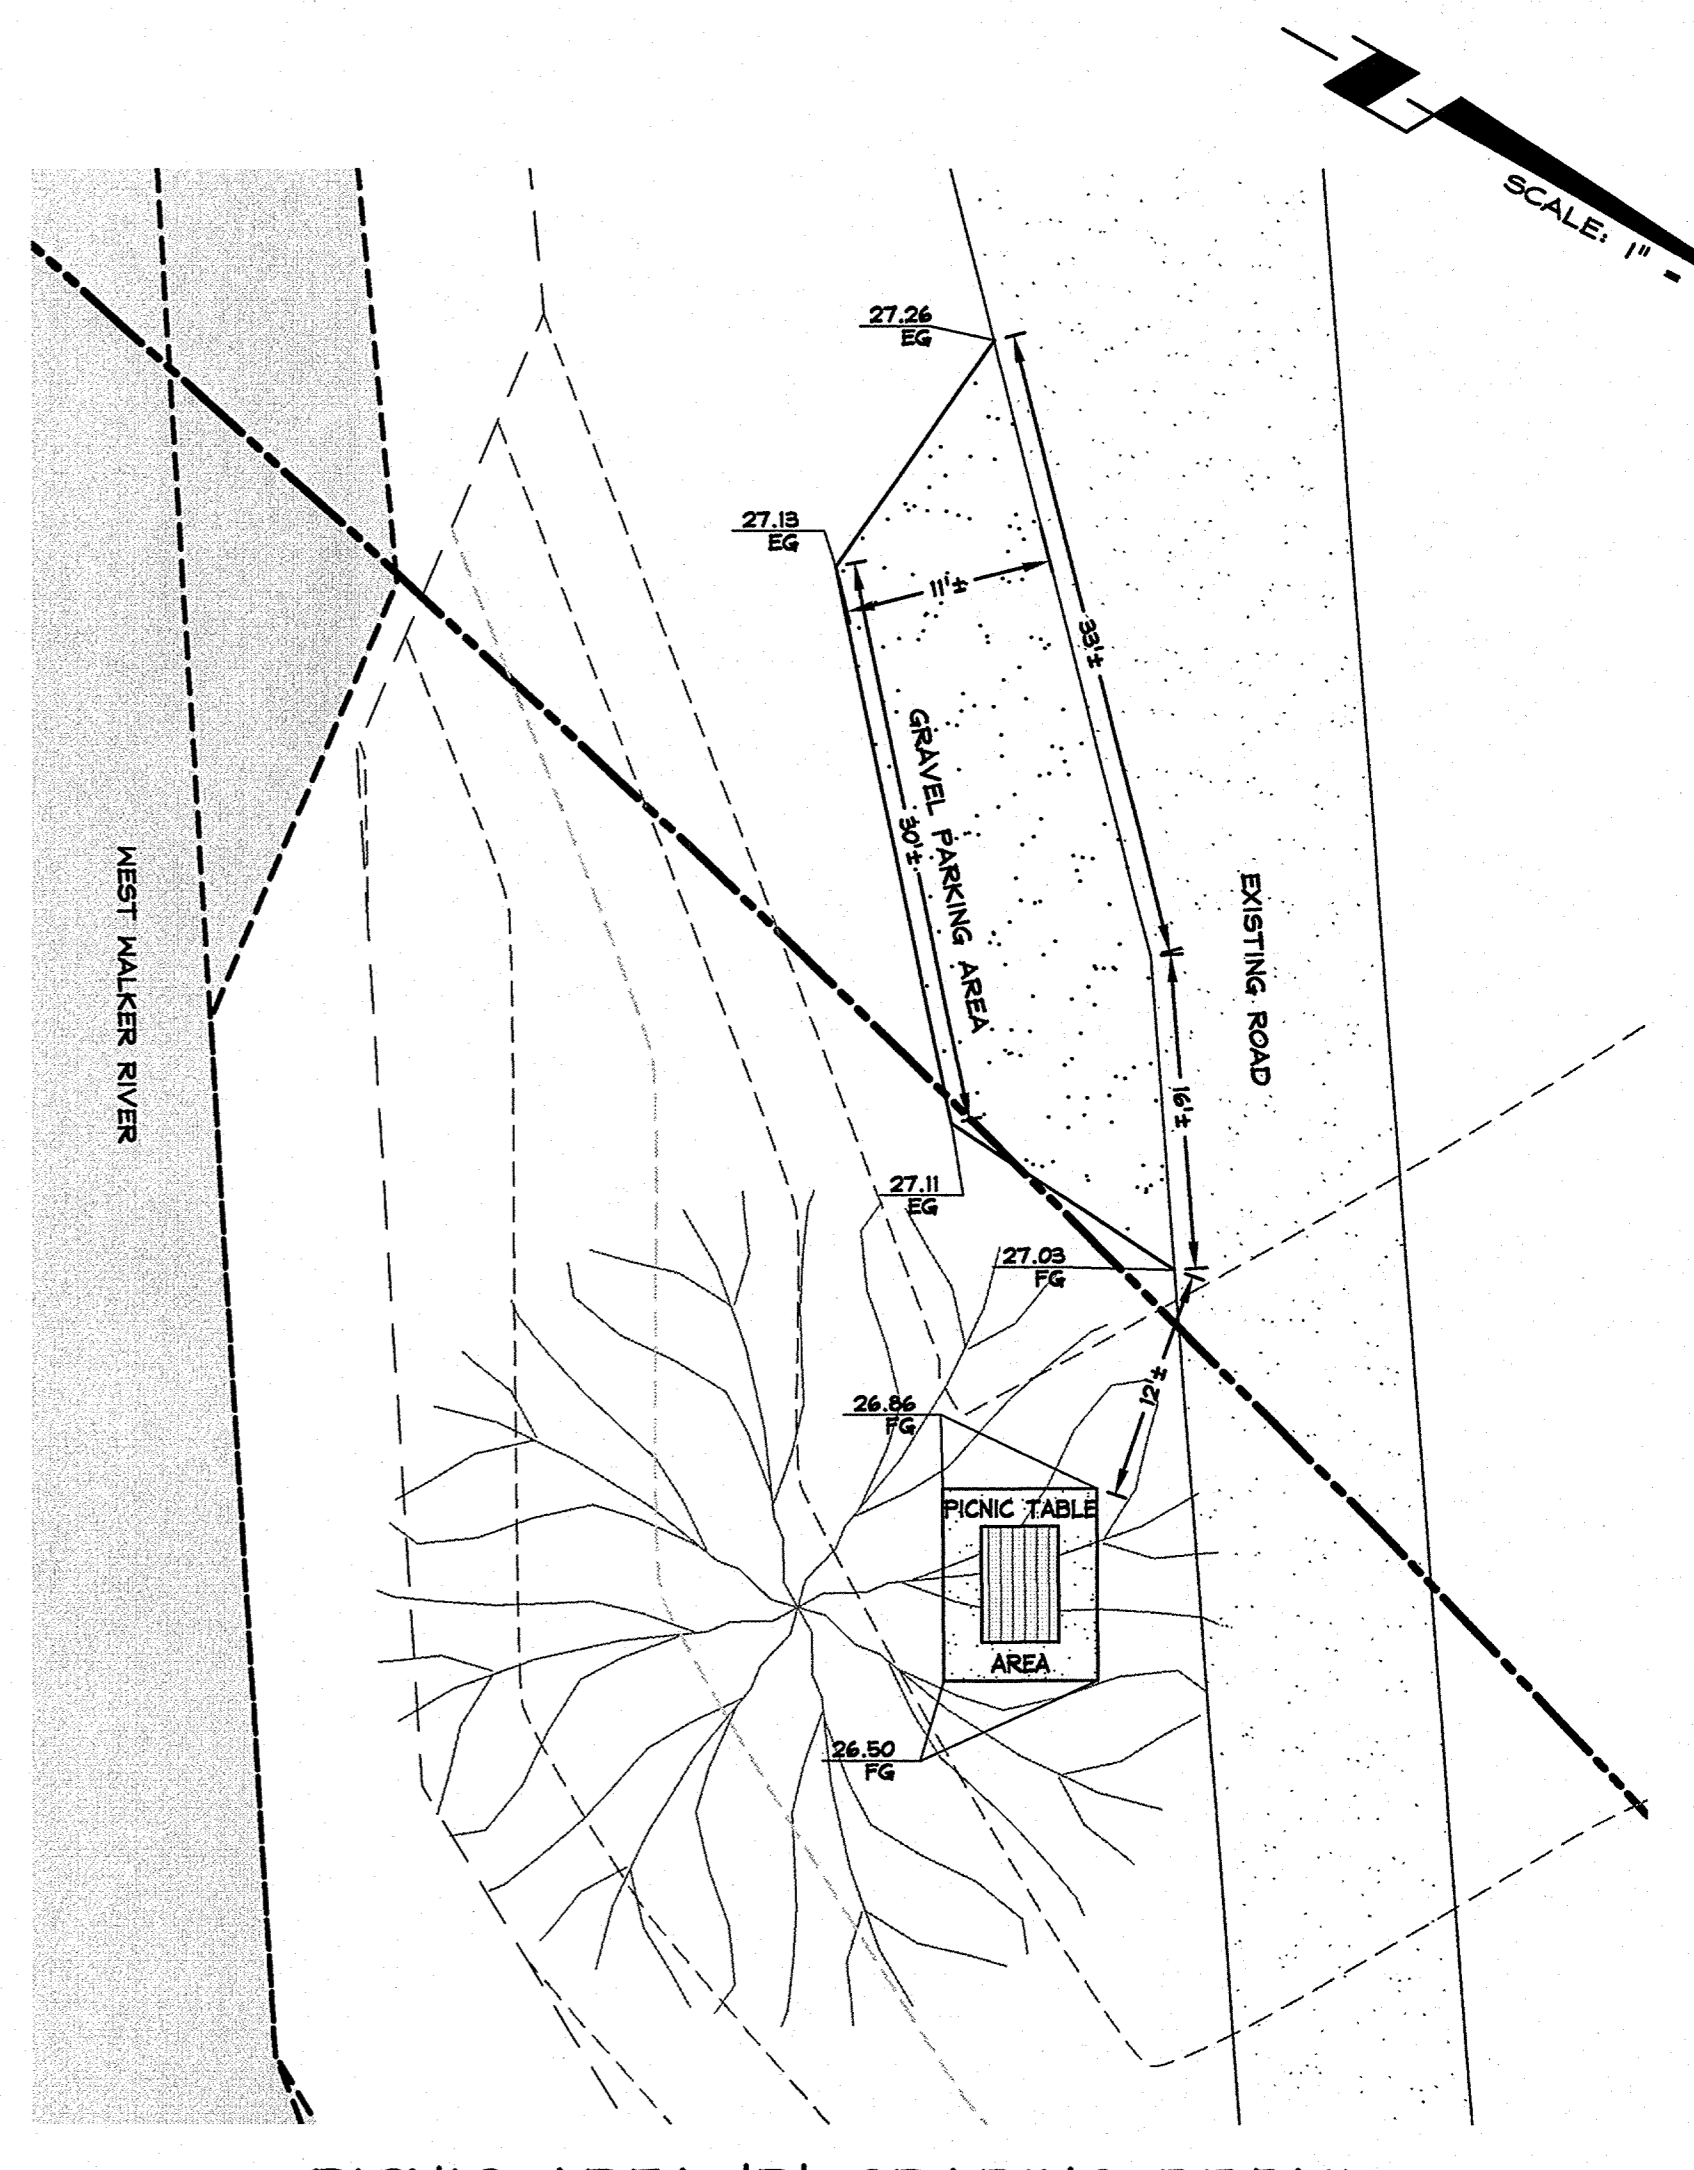 SCALE: 1" =
27.26
EG
27.13
EG
11'±
33'±
GRAVEL PARKING AREA
30'±
WEST WALKER RIVER
EXISTING ROAD
16'±
27.11
EG
27.03
FG
12'±
26.86
FG
PICNIC TABLE
AREA
26.50
FG